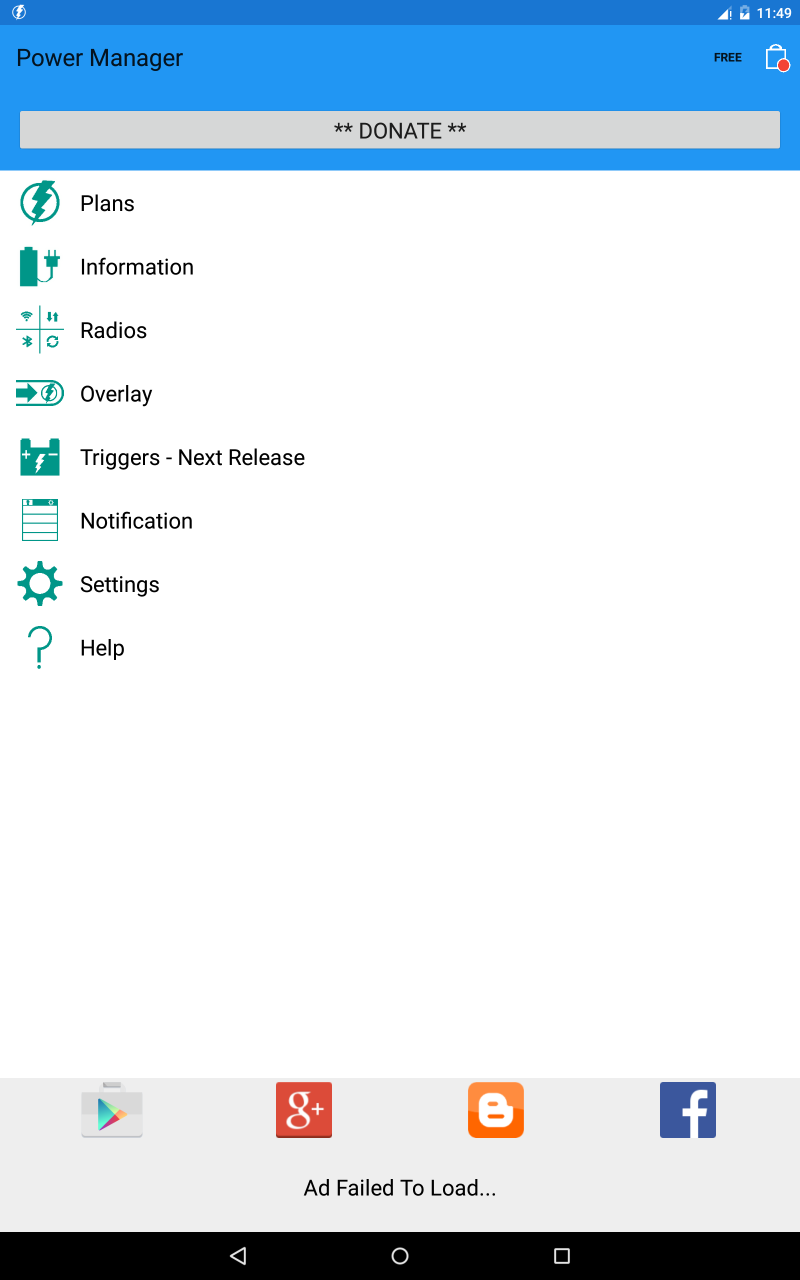 11:49
Power Manager
FREE
** DONATE **
Plans
Information
Radios
Overlay
Triggers - Next Release
Notification
Settings
Help
g+
Ad Failed To Load...